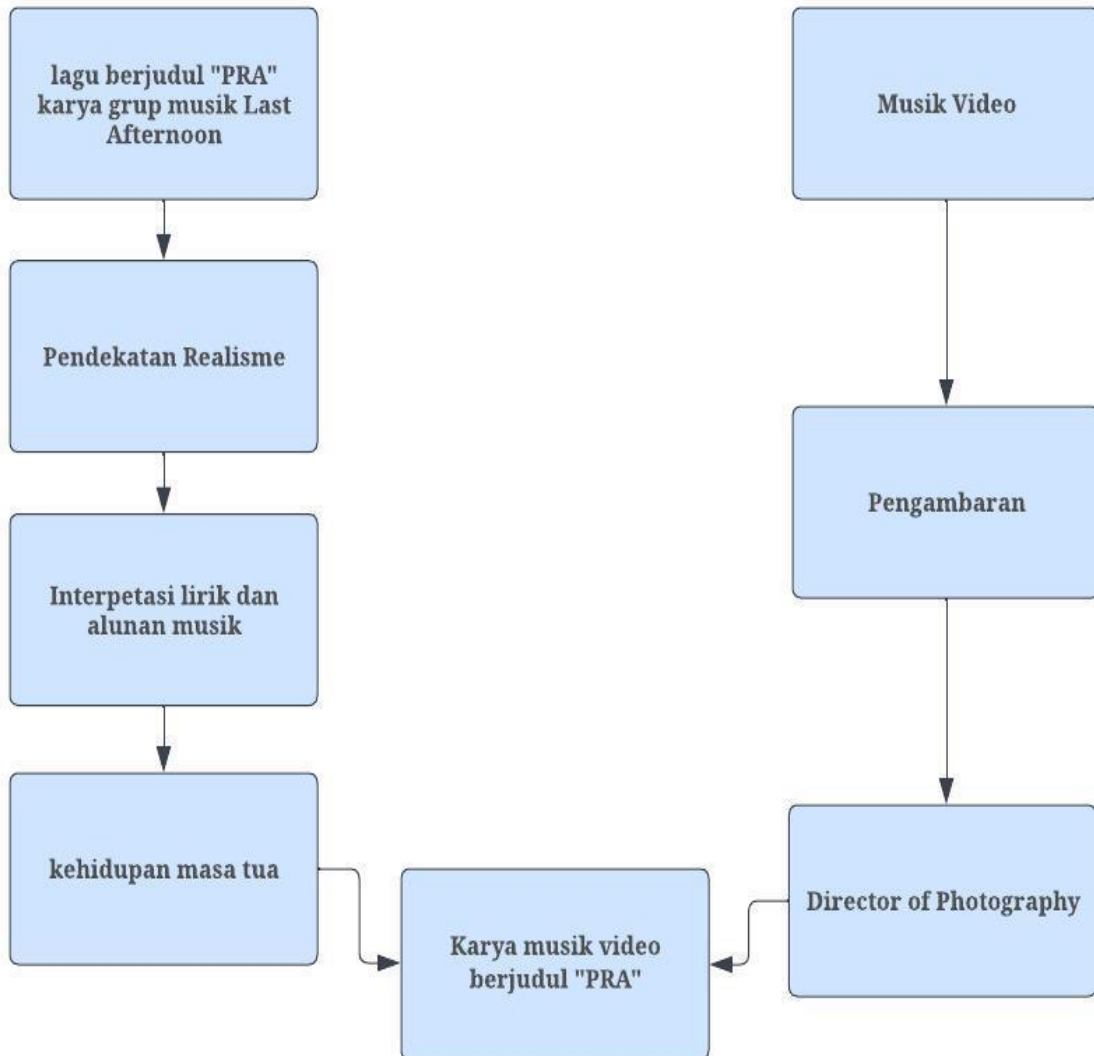 lagu berjudul "PRA"
karya grup musik Last
Afternoon
Musik Video
Pendekatan Realisme
Pengambaran
Interpetasi lirik dan
alunan musik
kehidupan masa tua
Director of Photography
Karya musik video
berjudul "PRA"